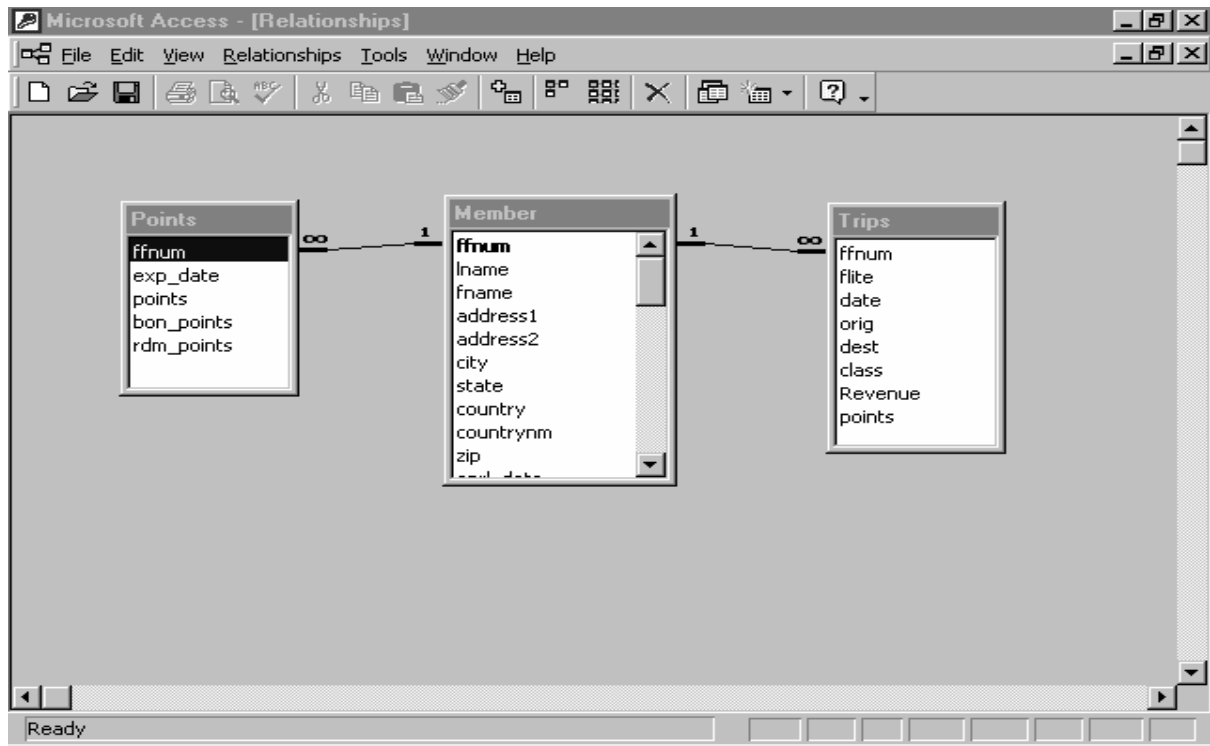 Microsoft Access - [Relationships]
File Edit View Relationships Tools Window Help
ABC
Points
ffnum
exp_date
points
bon_points
rdm_points
∞
1
Member
ffnum
lname
fname
address1
address2
city
state
country
countrynm
zip
1
∞
Trips
ffnum
flite
date
orig
dest
class
Revenue
points
Ready